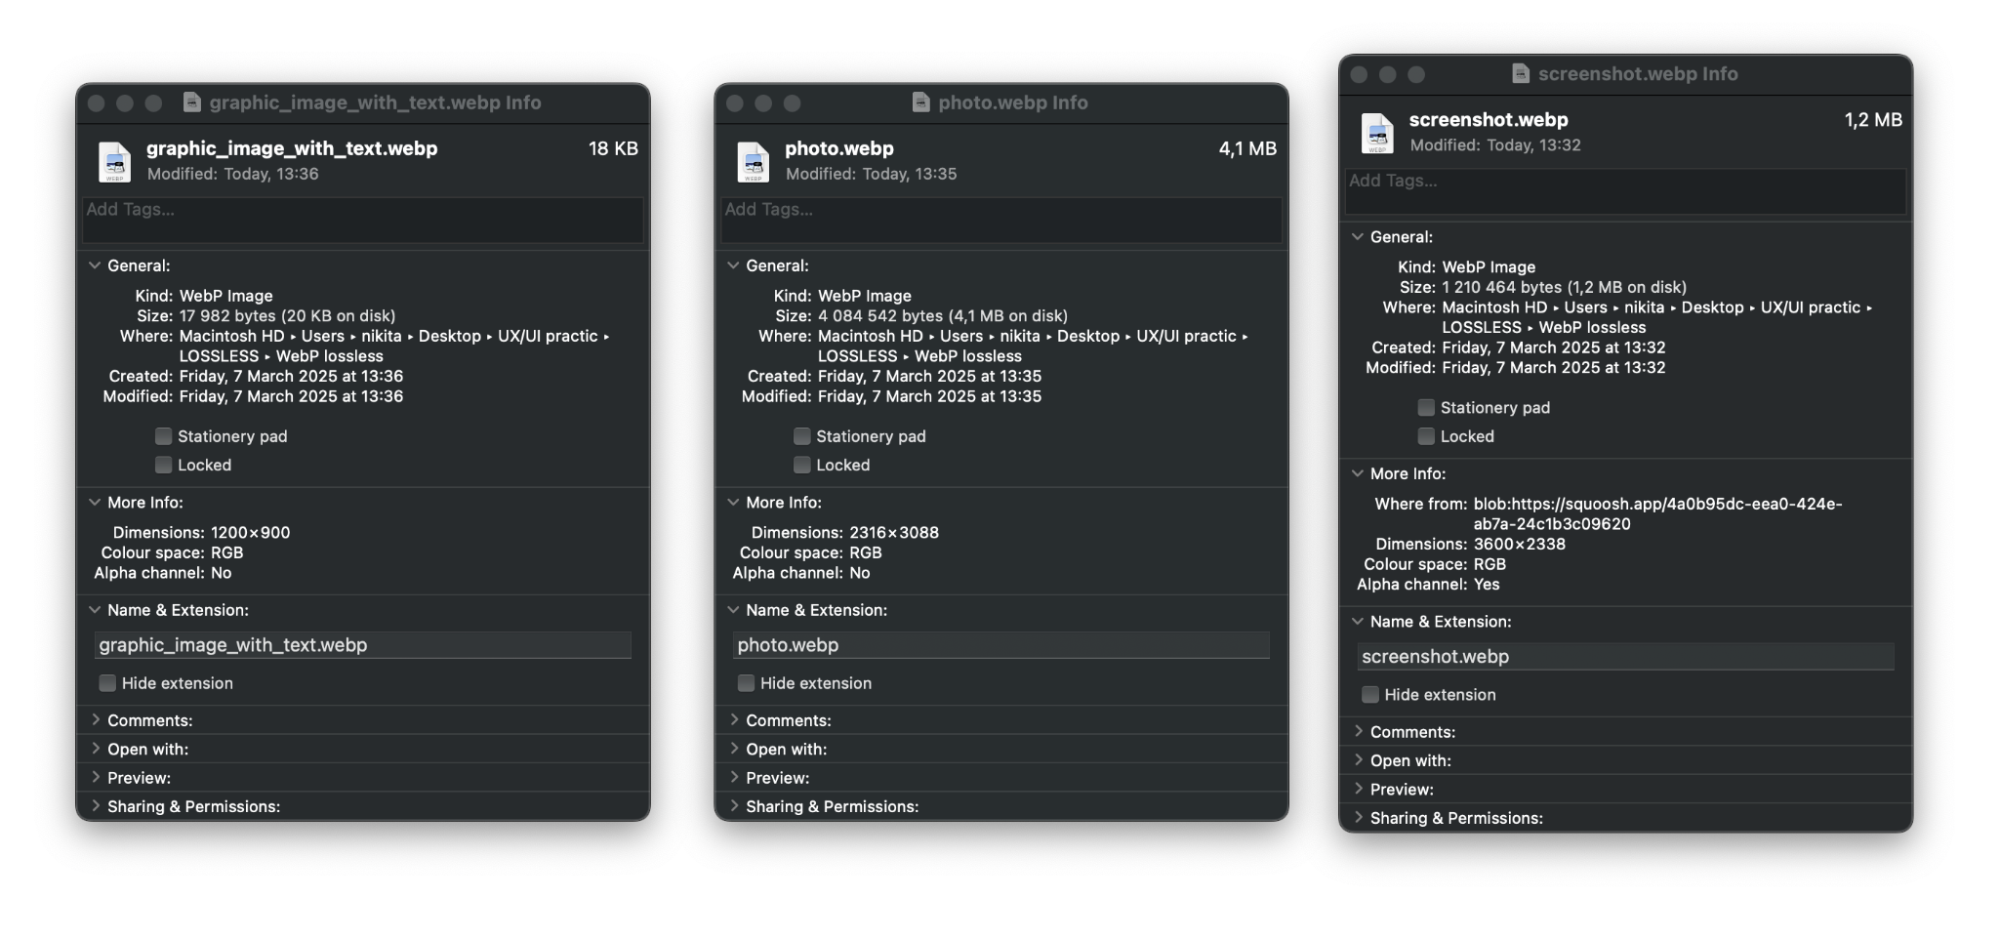 graphic_image_with_text.webp Info
graphic_image_with_text.webp 18 KB
Modified: Today, 13:36
Add Tags...
General:
Kind: WebP Image
Size: 17 982 bytes (20 KB on disk)
Where: Macintosh HD ▸ Users ▸ nikita ▸ Desktop ▸ UX/UI practic ▸
LOSSLESS ▸ WebP lossless
Created: Friday, 7 March 2025 at 13:36
Modified: Friday, 7 March 2025 at 13:36
Stationery pad
Locked
More Info:
Dimensions: 1200×900
Colour space: RGB
Alpha channel: No
Name & Extension:
graphic_image_with_text.webp
Hide extension
Comments:
Open with:
Preview:
Sharing & Permissions:
photo.webp Info
photo.webp 4,1 MB
Modified: Today, 13:35
Add Tags...
General:
Kind: WebP Image
Size: 4 084 542 bytes (4,1 MB on disk)
Where: Macintosh HD ▸ Users ▸ nikita ▸ Desktop ▸ UX/UI practic ▸
LOSSLESS ▸ WebP lossless
Created: Friday, 7 March 2025 at 13:35
Modified: Friday, 7 March 2025 at 13:35
Stationery pad
Locked
More Info:
Dimensions: 2316×3088
Colour space: RGB
Alpha channel: No
Name & Extension:
photo.webp
Hide extension
Comments:
Open with:
Preview:
Sharing & Permissions:
screenshot.webp Info
screenshot.webp 1,2 MB
Modified: Today, 13:32
Add Tags...
General:
Kind: WebP Image
Size: 1 210 464 bytes (1,2 MB on disk)
Where: Macintosh HD ▸ Users ▸ nikita ▸ Desktop ▸ UX/UI practic ▸
LOSSLESS ▸ WebP lossless
Created: Friday, 7 March 2025 at 13:32
Modified: Friday, 7 March 2025 at 13:32
Stationery pad
Locked
More Info:
Where from: blob:https://squoosh.app/4a0b95dc-eea0-424e-
ab7a-24c1b3c09620
Dimensions: 3600×2338
Colour space: RGB
Alpha channel: Yes
Name & Extension:
screenshot.webp
Hide extension
Comments:
Open with:
Preview:
Sharing & Permissions: